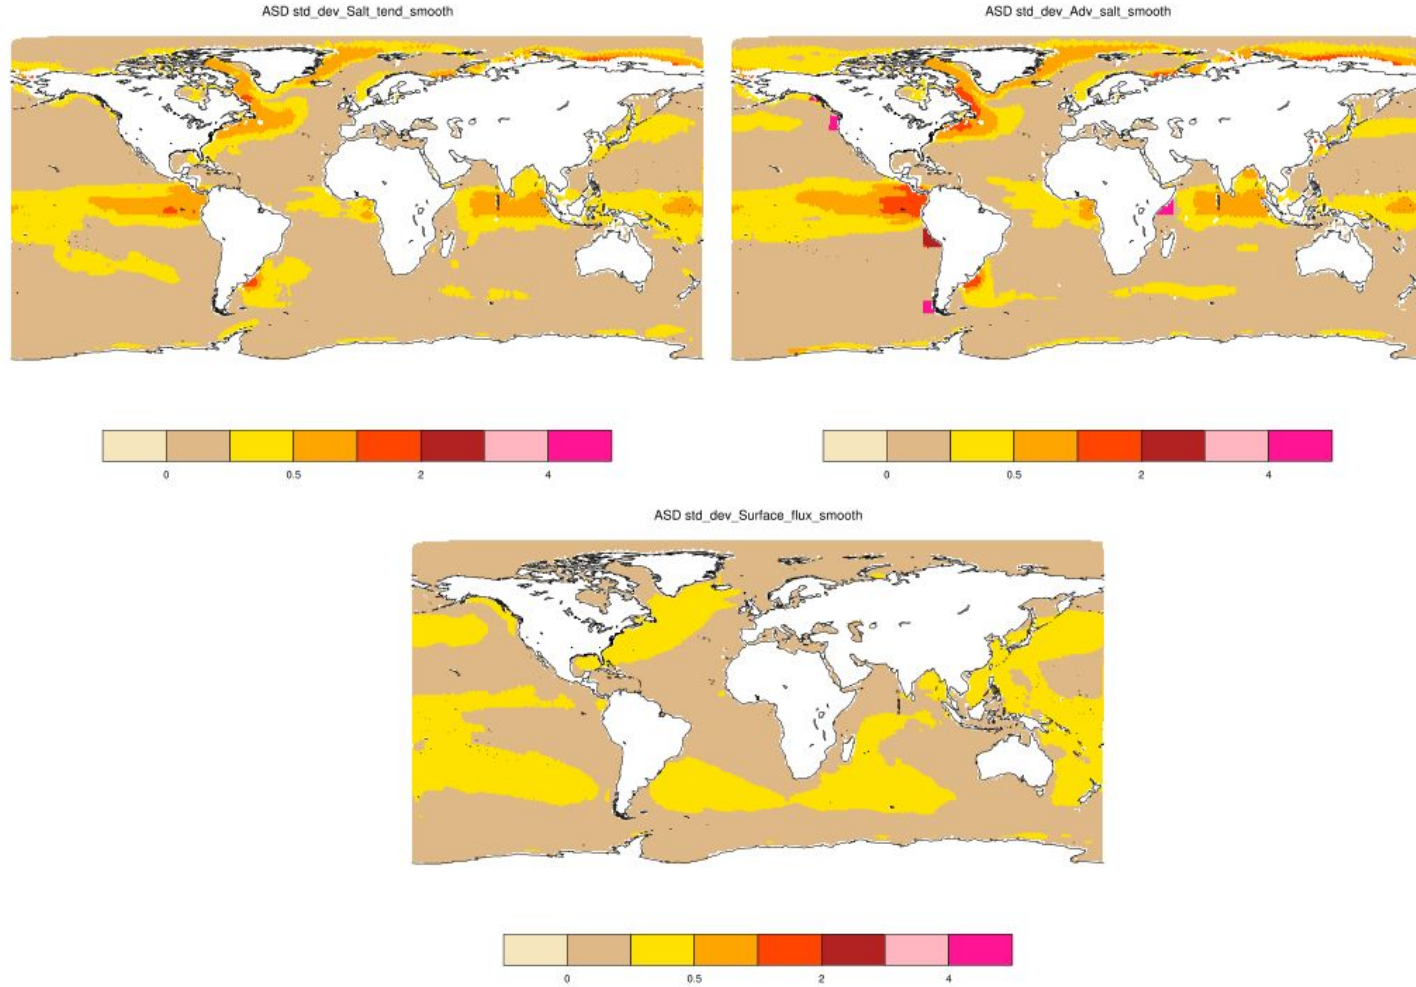 ASD std_dev_Salt_tend_smooth
ASD std_dev_Adv_salt_smooth
0 0.5 2 4
0 0.5 2 4
ASD std_dev_Surface_flux_smooth
0 0.5 2 4